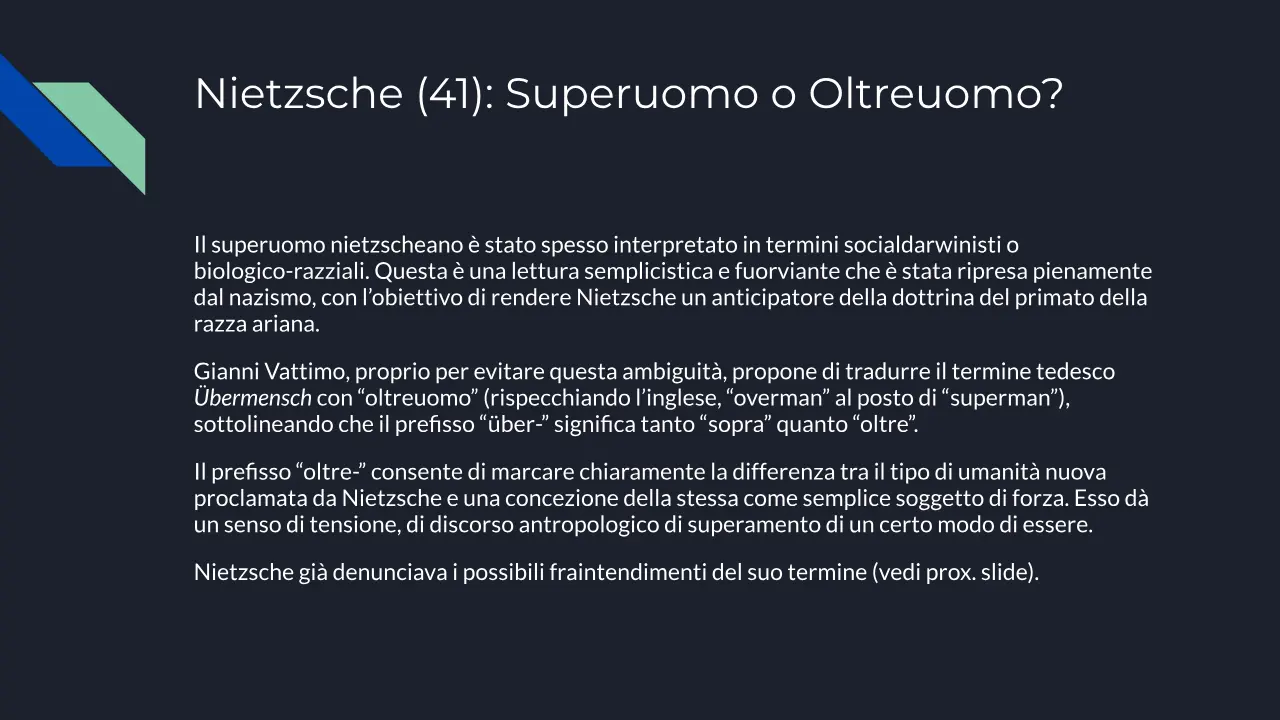 Nietzsche (41): Superuomo o Oltreuomo?
Il superuomo nietzscheano è stato spesso interpretato in termini socialdarwinisti o
biologico-razziali. Questa è una lettura semplicistica e fuorviante che è stata ripresa pienamente
dal nazismo, con l’obiettivo di rendere Nietzsche un anticipatore della dottrina del primato della
razza ariana.
Gianni Vattimo, proprio per evitare questa ambiguità, propone di tradurre il termine tedesco
Übermensch con “oltreuomo” (rispecchiando l’inglese, “overman” al posto di “superman”),
sottolineando che il prefisso “über-” significa tanto “sopra” quanto “oltre”.
Il prefisso “oltre-” consente di marcare chiaramente la differenza tra il tipo di umanità nuova
proclamata da Nietzsche e una concezione della stessa come semplice soggetto di forza. Esso dà
un senso di tensione, di discorso antropologico di superamento di un certo modo di essere.
Nietzsche già denunciava i possibili fraintendimenti del suo termine (vedi prox. slide).